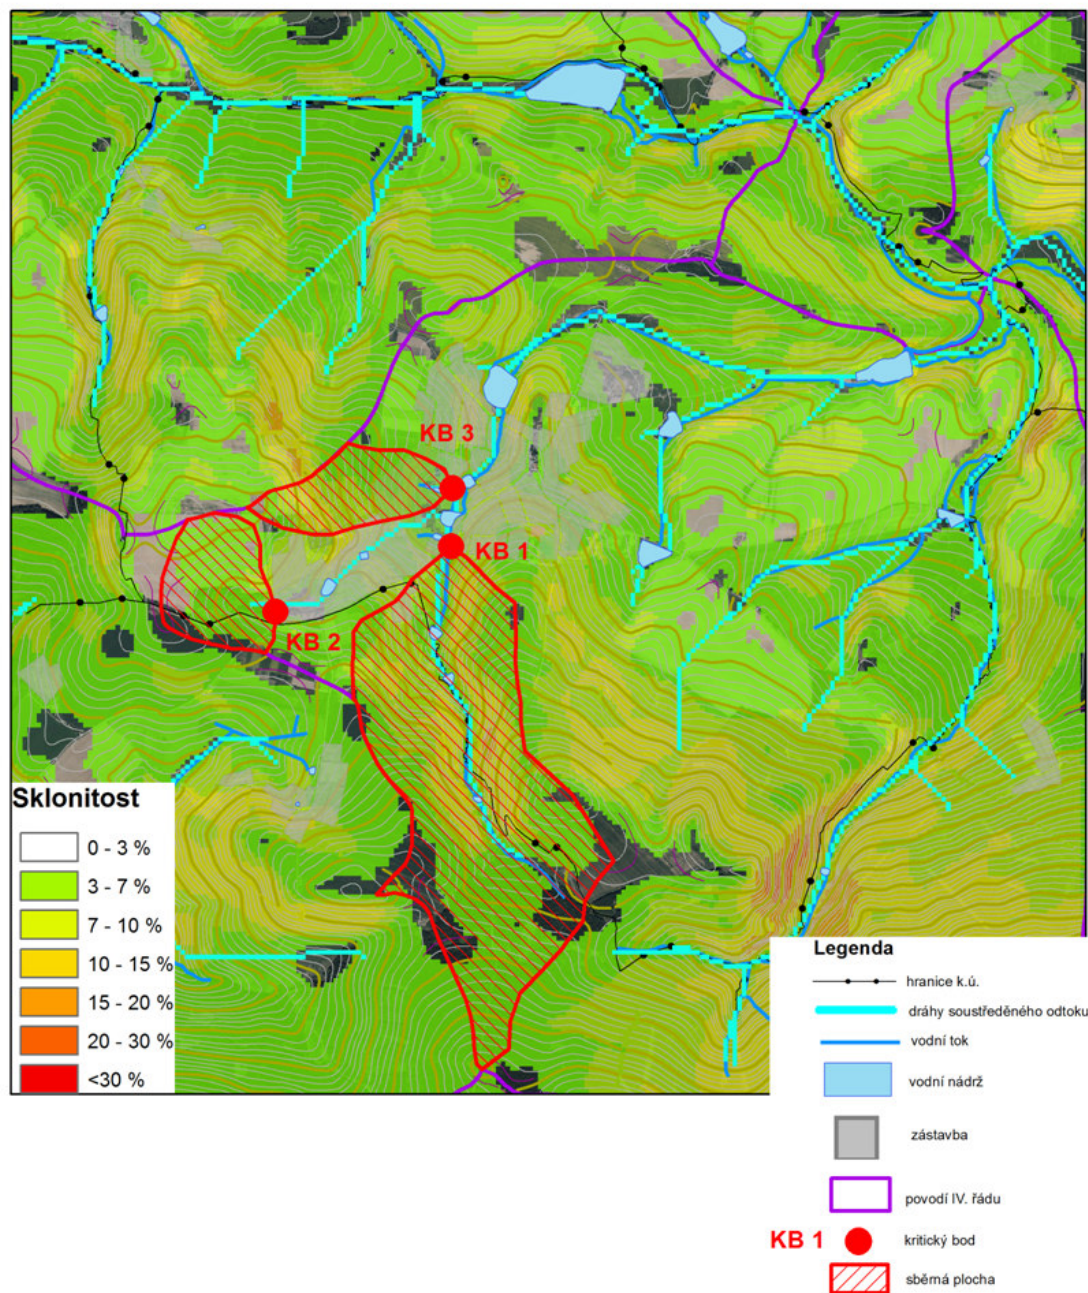 KB 3
KB 1
KB 2
Sklonitost
0 - 3 %
3 - 7 %
7 - 10 %
10 - 15 %
15 - 20 %
20 - 30 %
<30 %
Legenda
hranice k.ú.
dráhy soustředěného odtoku
vodní tok
vodní nádrž
zástavba
povodí IV. řádu
KB 1 kritický bod
sběrná plocha